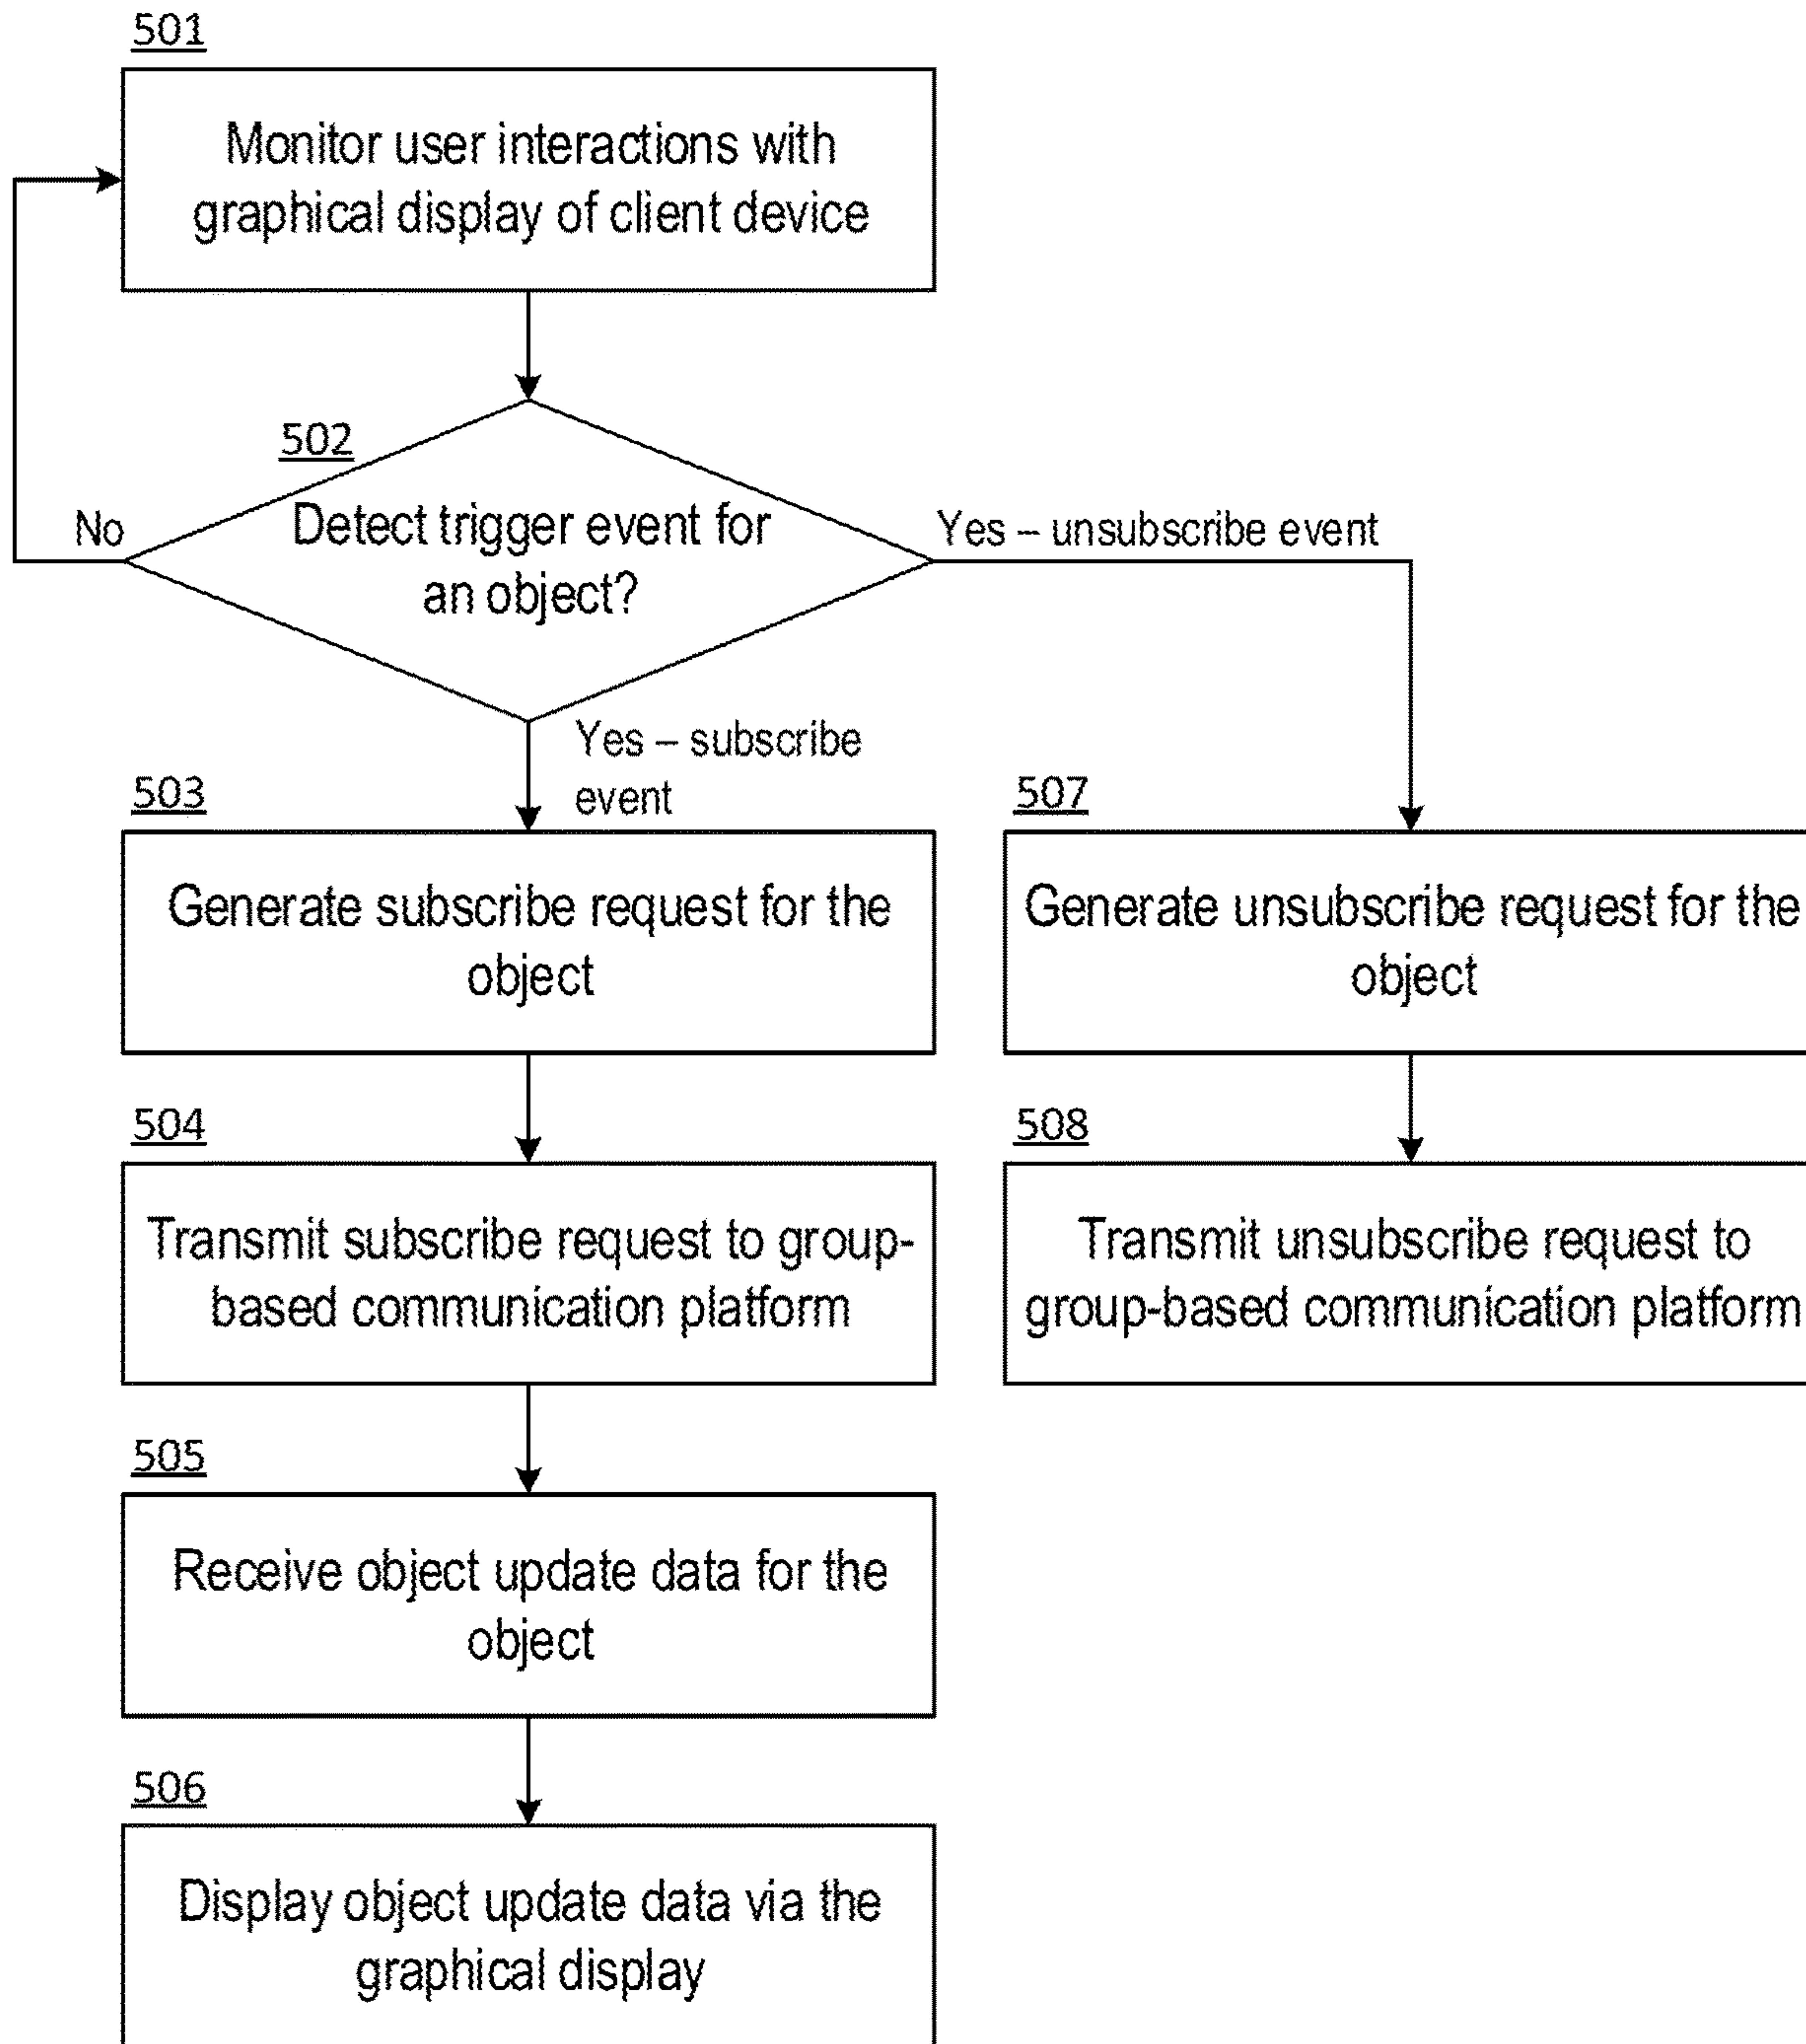 501
Monitor user interactions with
graphical display of client device
502
No
Detect trigger event for
an object?
Yes – unsubscribe event
Yes – subscribe
event
503
Generate subscribe request for the
object
507
Generate unsubscribe request for the
object
504
Transmit subscribe request to group-
based communication platform
508
Transmit unsubscribe request to
group-based communication platform
505
Receive object update data for the
object
506
Display object update data via the
graphical display